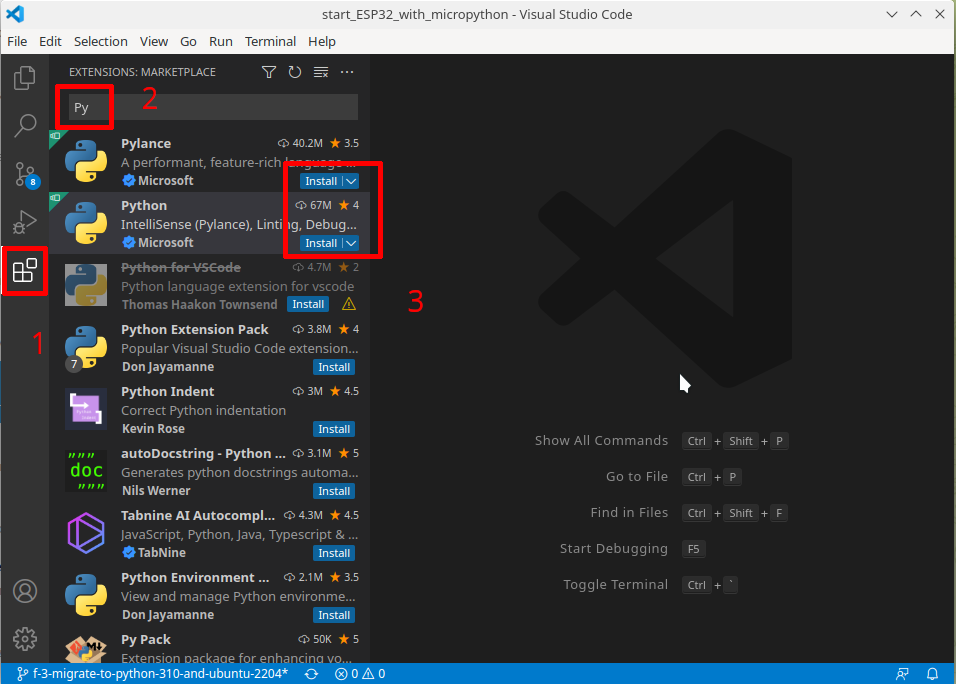 start_ESP32_with_micropython - Visual Studio Code
File Edit Selection View Go Run Terminal Help
EXTENSIONS: MARKETPLACE
Py
2
Pylance 40.2M 3.5
A performant, feature-rich language ...
Microsoft Install
Python 67M 4
IntelliSense (Pylance), Linting, Debug...
Microsoft Install
Python for VSCode 4.7M 2
Python language extension for vscode
Thomas Haakon Townsend Install
3
Python Extension Pack 3.8M 4
Popular Visual Studio Code extension...
7
Don Jayamanne Install
1
8
Python Indent 3M 4.5
Correct Python indentation
Kevin Rose Install
autoDocstring - Python ... 3.1M 5
Generates python docstrings automa...
Nils Werner Install
""" doc """
Tabnine AI Autocompl... 4.3M 4.5
JavaScript, Python, Java, Typescript & ...
TabNine Install
Python Environment ... 2.1M 3.5
View and manage Python environme...
Don Jayamanne Install
Py Pack 50K 5
Extension package for enhancing yo...
Show All Commands Ctrl + Shift + P
Go to File Ctrl + P
Find in Files Ctrl + Shift + F
Start Debugging F5
Toggle Terminal Ctrl + `
f-3-migrate-to-python-310-and-ubuntu-2204* 0 0